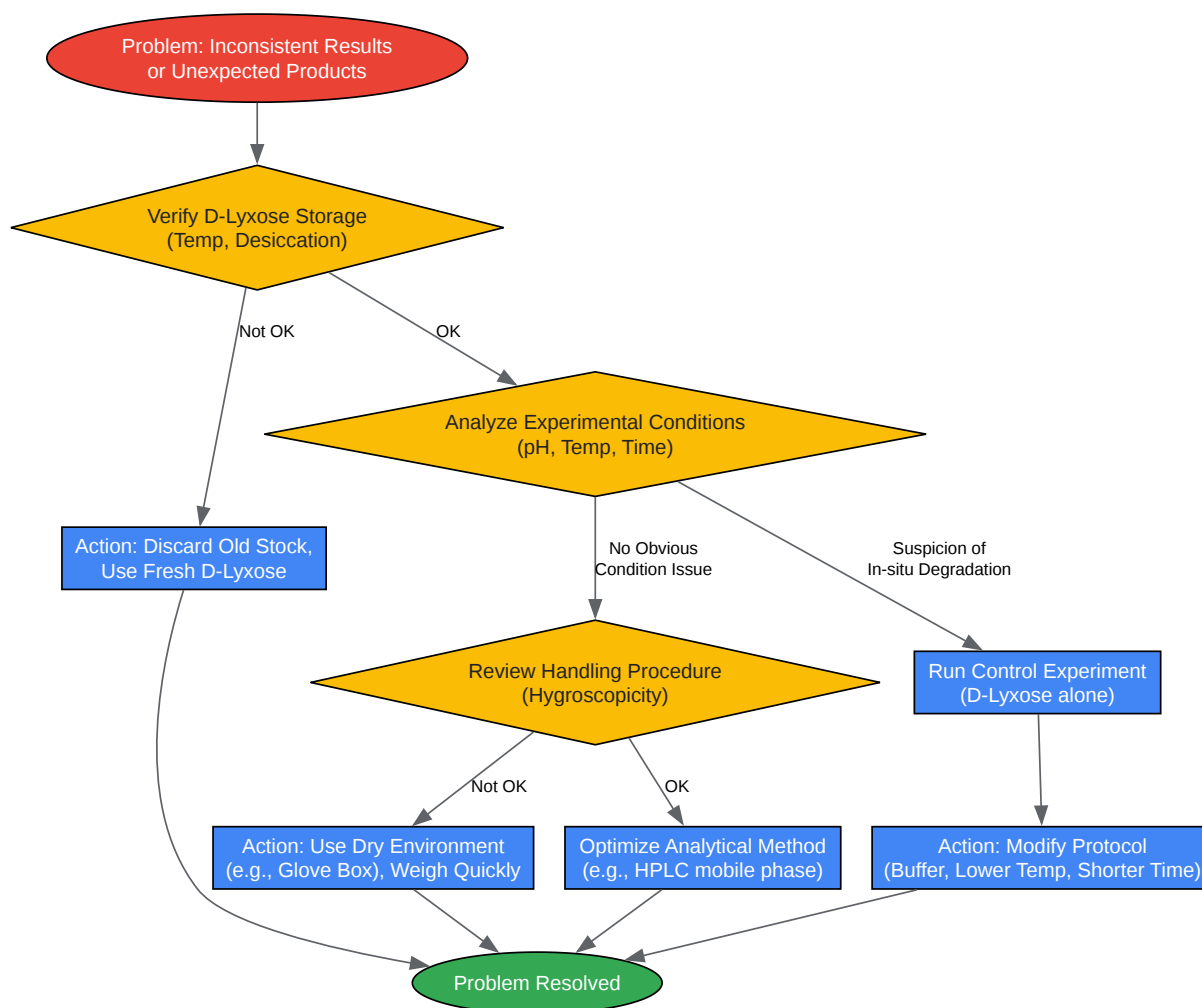 Problem: Inconsistent Results
or Unexpected Products
Verify D-Lyxose Storage
(Temp, Desiccation)
Not OK
OK
Analyze Experimental Conditions
(pH, Temp, Time)
Action: Discard Old Stock,
Use Fresh D-Lyxose
No Obvious
Condition Issue
Suspicion of
In-situ Degradation
Review Handling Procedure
(Hygroscopicity)
Run Control Experiment
(D-Lyxose alone)
Not OK
OK
Action: Use Dry Environment
(e.g., Glove Box), Weigh Quickly
Optimize Analytical Method
(e.g., HPLC mobile phase)
Action: Modify Protocol
(Buffer, Lower Temp, Shorter Time)
Problem Resolved